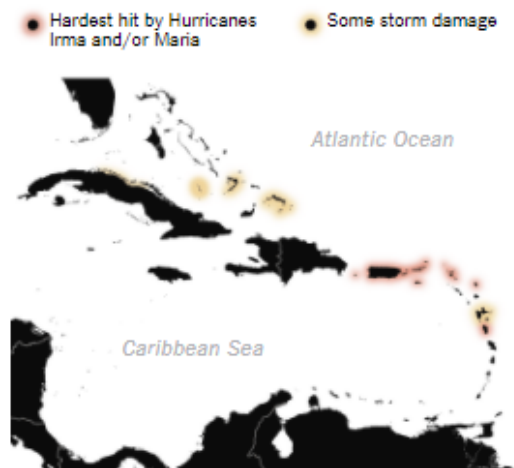 Hardest hit by Hurricanes
Irma and/or Maria
Some storm damage
Atlantic Ocean
Caribbean Sea